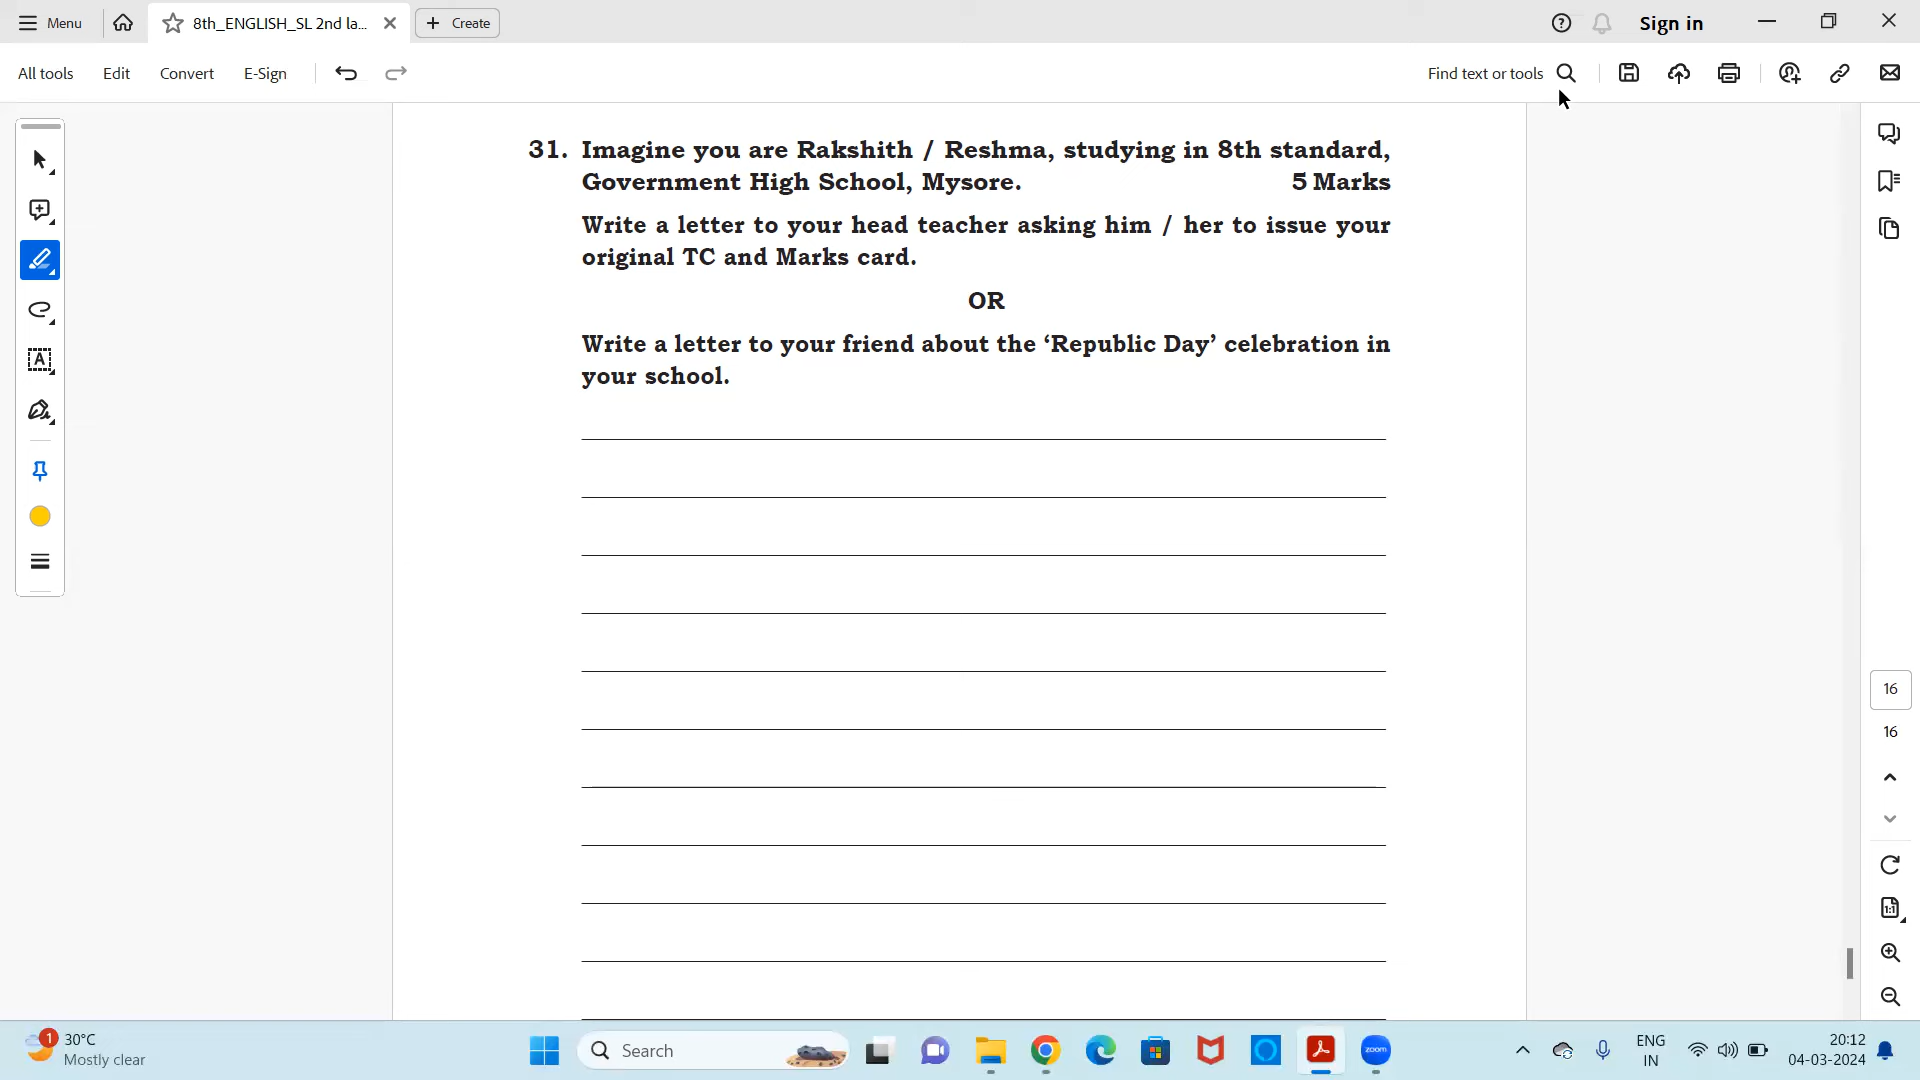 Menu
8th_ENGLISH_SL 2nd la...
Create
Sign in
All tools
Edit
Convert
E-Sign
Find text or tools
31. Imagine you are Rakshith / Reshma, studying in 8th standard,
Government High School, Mysore. 5 Marks
Write a letter to your head teacher asking him / her to issue your
original TC and Marks card.
OR
Write a letter to your friend about the ‘Republic Day’ celebration in
your school.
A
16
16
1:1
1
30°C
Mostly clear
Search
zoom
ENG
IN
20:12
04-03-2024